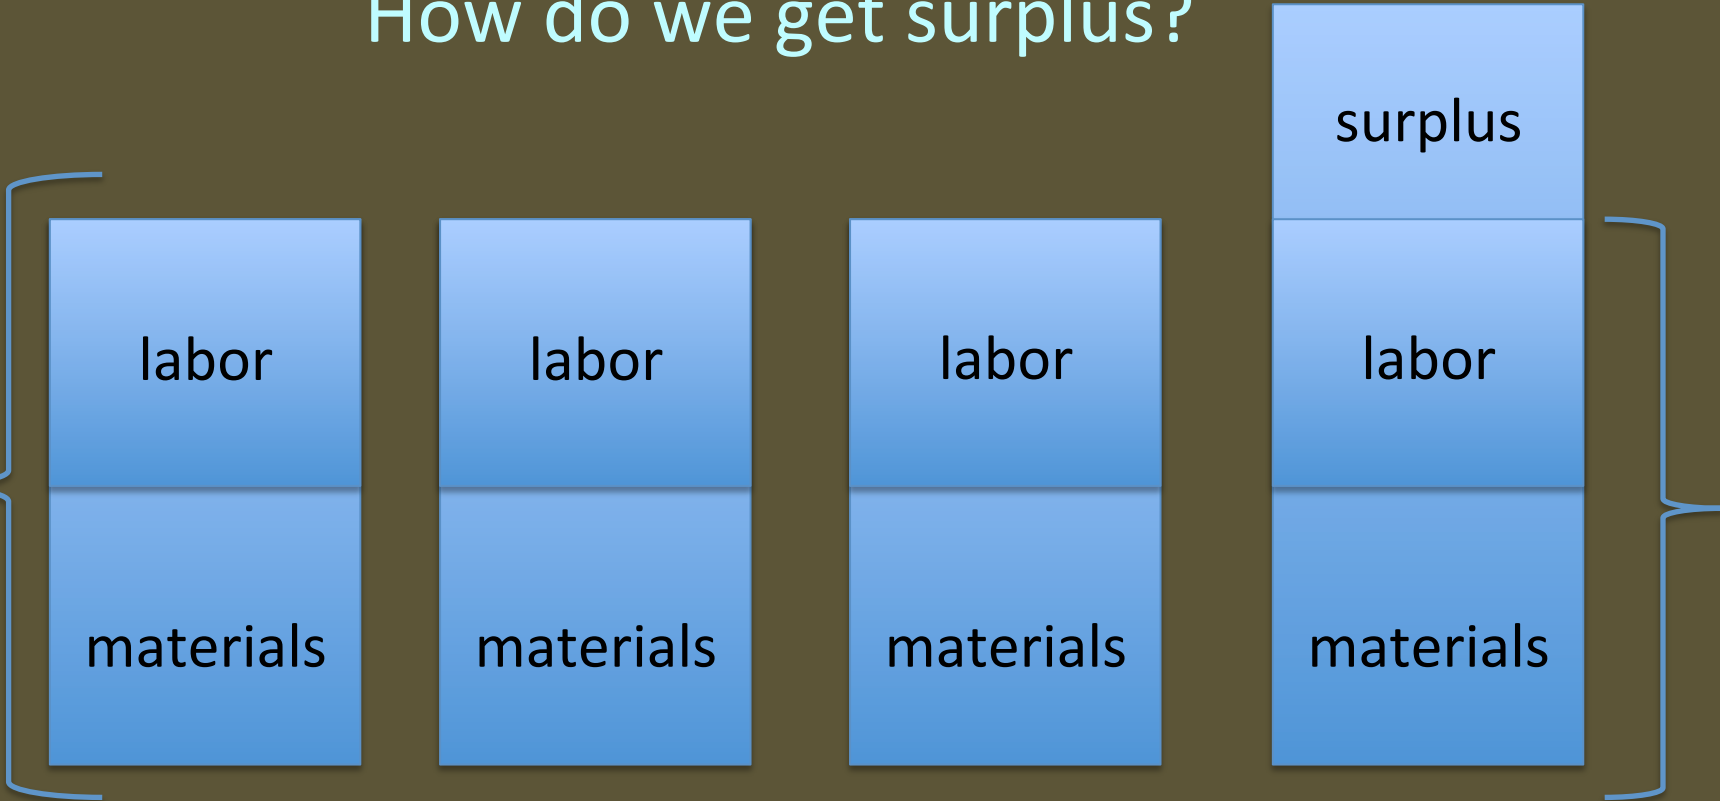 How do we get surplus?
surplus
labor labor labor labor
materials materials materials materials